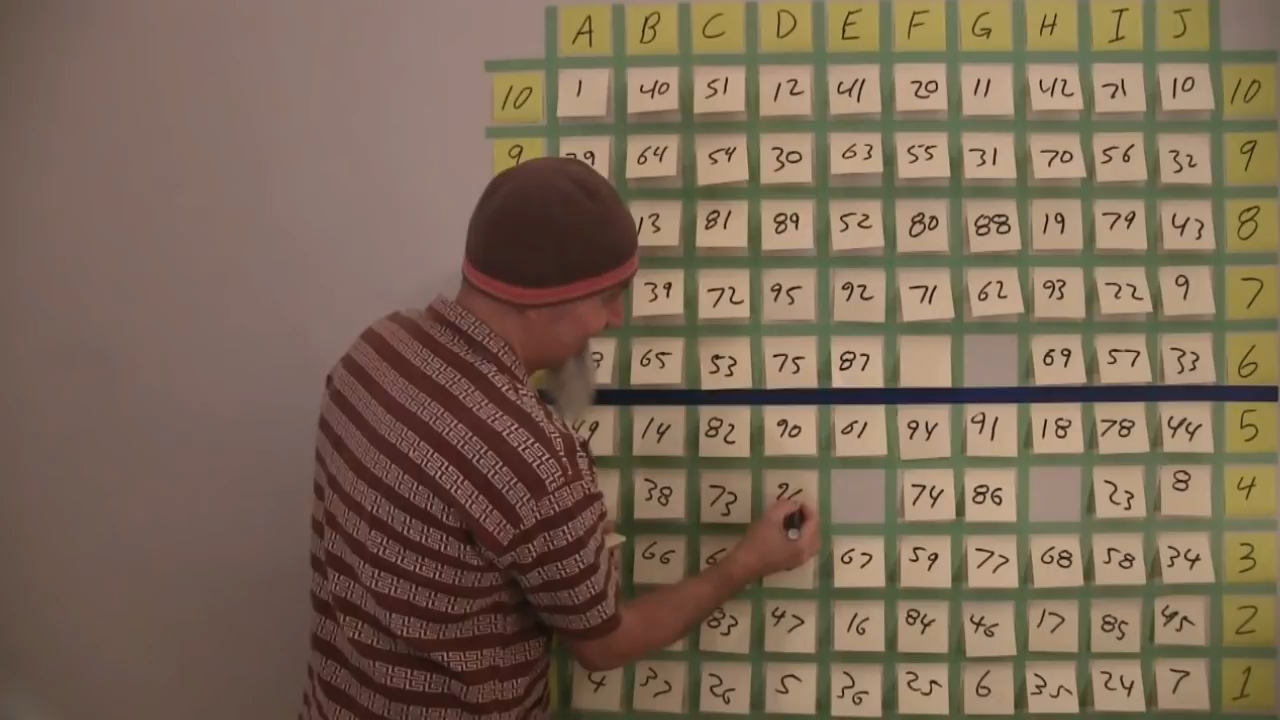 A B C D E F G H I J
10 1 40 51 12 41 20 11 42 21 10 10
9 64 54 30 63 55 31 70 56 32 9
13 81 89 52 80 88 19 79 43 8
39 72 95 92 71 62 93 22 9 7
65 53 75 87 69 57 33 6
49 14 82 90 61 94 91 18 78 44 5
38 73 74 86 23 8 4
66 67 59 77 68 58 34 3
83 47 16 84 46 17 85 45 2
4 37 26 5 36 25 6 35 24 7 1